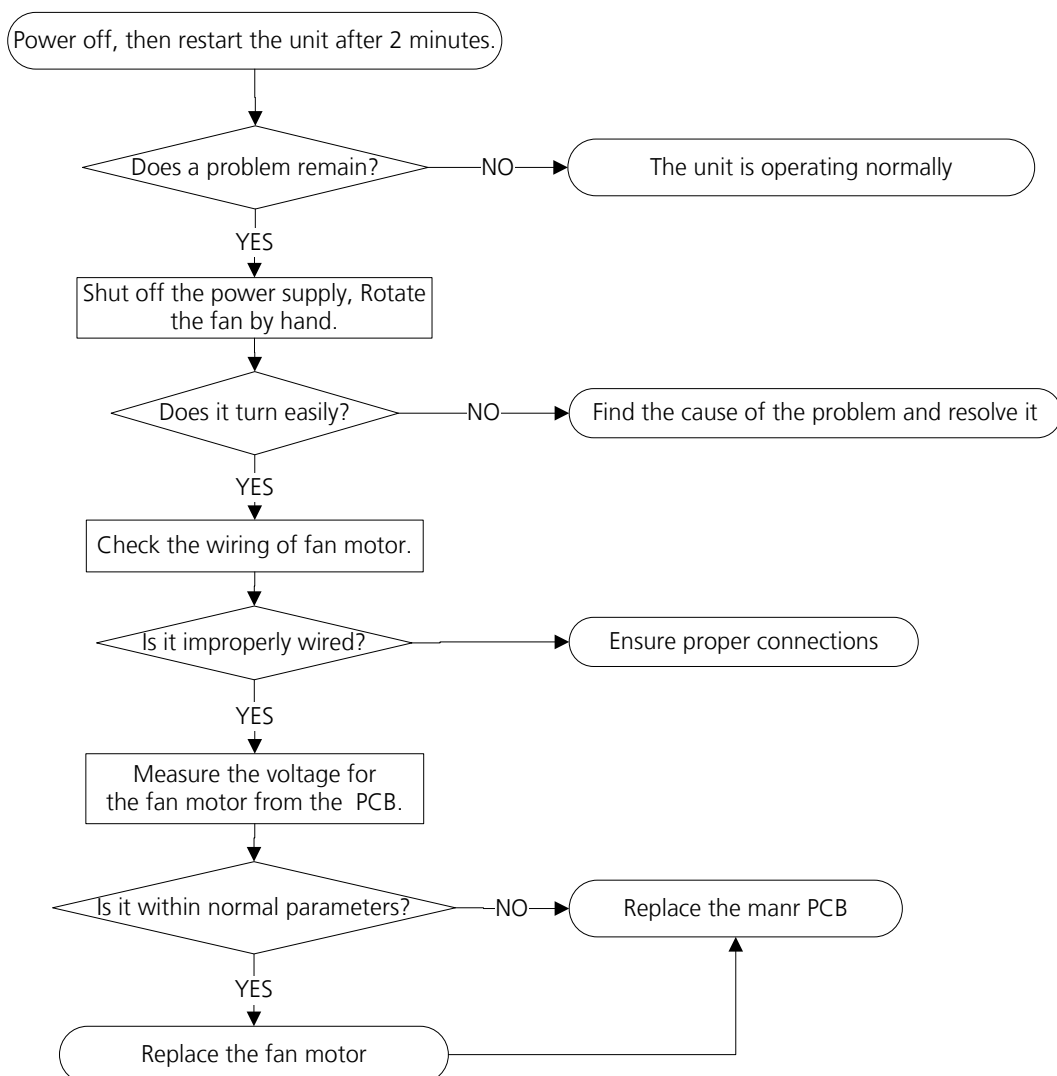 Power off, then restart the unit after 2 minutes.
Does a problem remain?
NO
The unit is operating normally
YES
Shut off the power supply, Rotate
the fan by hand.
Does it turn easily?
NO
Find the cause of the problem and resolve it
YES
Check the wiring of fan motor.
Is it improperly wired?
Ensure proper connections
YES
Measure the voltage for
the fan motor from the PCB.
Is it within normal parameters?
NO
Replace the manr PCB
YES
Replace the fan motor